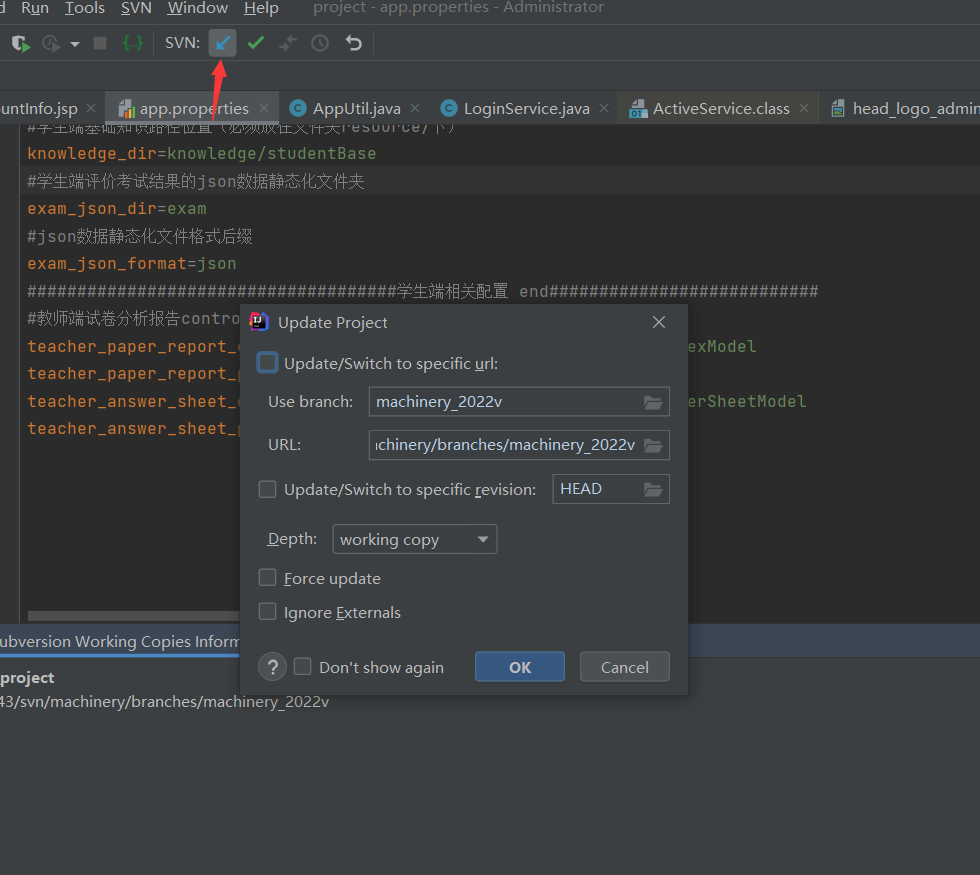 Run Tools SVN Window Help project - app.properties - Administrator
SVN:
untInfo.jsp app.properties AppUtil.java LoginService.java ActiveService.class head_logo_admin
#学生端基础知识路径位置（必须放在文件夹resource/下）
knowledge_dir=knowledge/studentBase
#学生端评价考试结果的json数据静态化文件夹
exam_json_dir=exam
#json数据静态化文件格式后缀
exam_json_format=json
#####################################学生端相关配置 end###########################
#教师端试卷分析报告contro
teacher_paper_report_ exModel
teacher_paper_report_
teacher_answer_sheet_ erSheetModel
teacher_answer_sheet_
Update Project
Update/Switch to specific url:
Use branch: machinery_2022v
URL: chinery/branches/machinery_2022v
Update/Switch to specific revision: HEAD
Depth: working copy
Force update
Ignore Externals
? Don't show again OK Cancel
ubversion Working Copies Inform
project
43/svn/machinery/branches/machinery_2022v